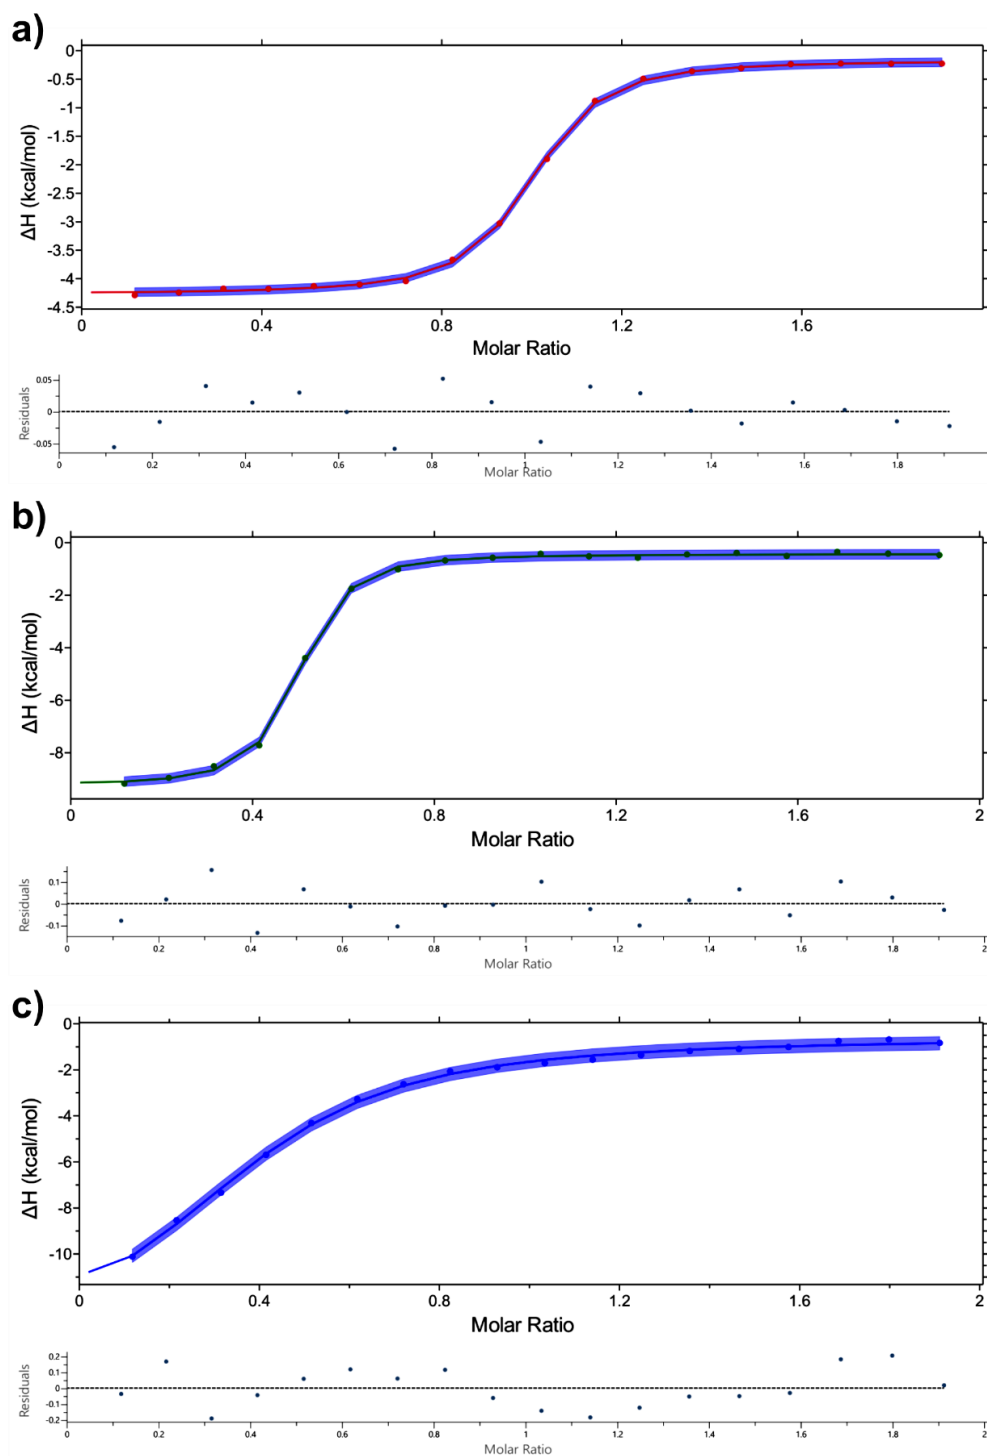 a)
0
-0.5
-1
-1.5
-2
-2.5
-3
-3.5
-4
-4.5
ΔH (kcal/mol)
0 0.4 0.8 1.2 1.6
Molar Ratio
0.05
0
-0.05
Residuals
0 0.2 0.4 0.6 0.8 1 1.2 1.4 1.6 1.8
Molar Ratio
b)
0
-2
-4
-6
-8
ΔH (kcal/mol)
0 0.4 0.8 1.2 1.6 2
Molar Ratio
0.1
0
-0.1
Residuals
0 0.2 0.4 0.6 0.8 1 1.2 1.4 1.6 1.8 2
Molar Ratio
c)
0
-2
-4
-6
-8
-10
ΔH (kcal/mol)
0 0.4 0.8 1.2 1.6 2
Molar Ratio
0.2
0.1
0
-0.1
-0.2
Residuals
0 0.2 0.4 0.6 0.8 1 1.2 1.4 1.6 1.8 2
Molar Ratio